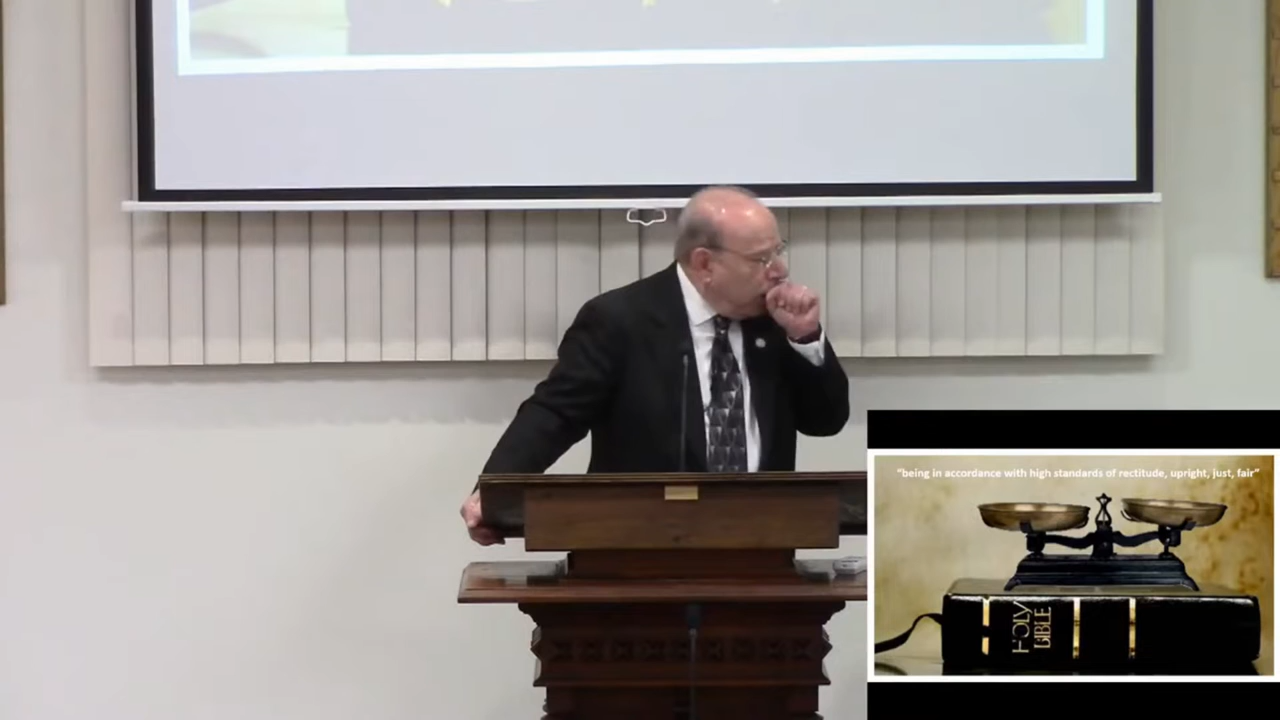 “being in accordance with high standards of rectitude, upright, just, fair”
HOLY
BIBLE